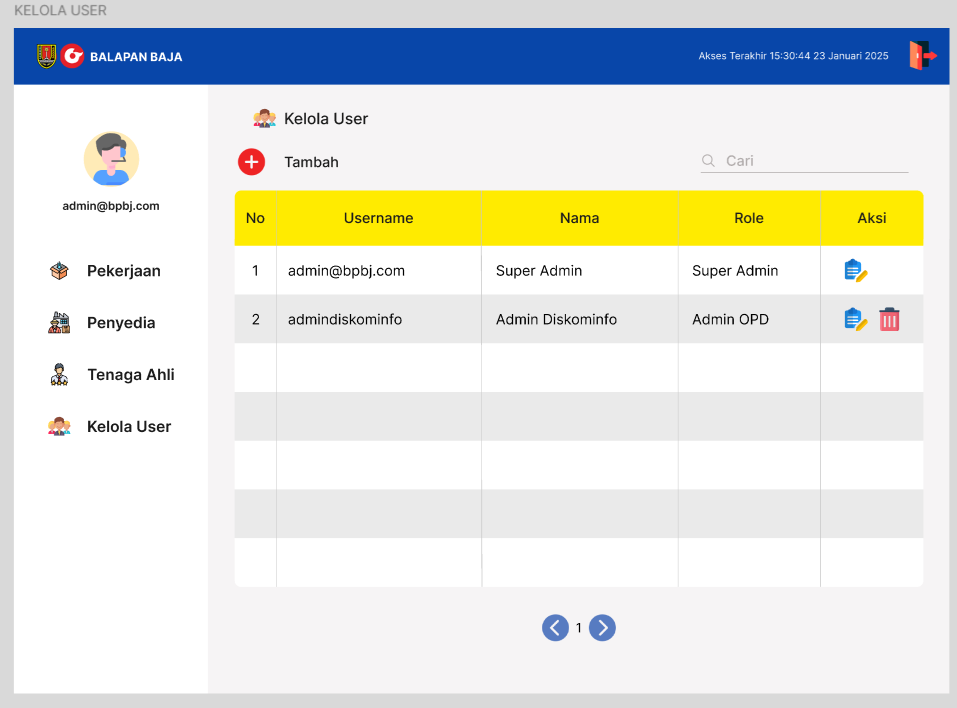 KELOLA USER
BALAPAN BAJA
Akses Terakhir 15:30:44 23 Januari 2025
admin@bpbj.com
Pekerjaan
Penyedia
Tenaga Ahli
Kelola User
Kelola User
Tambah
Cari
No Username Nama Role Aksi
1 admin@bpbj.com Super Admin Super Admin
2 admindiskominfo Admin Diskominfo Admin OPD
1